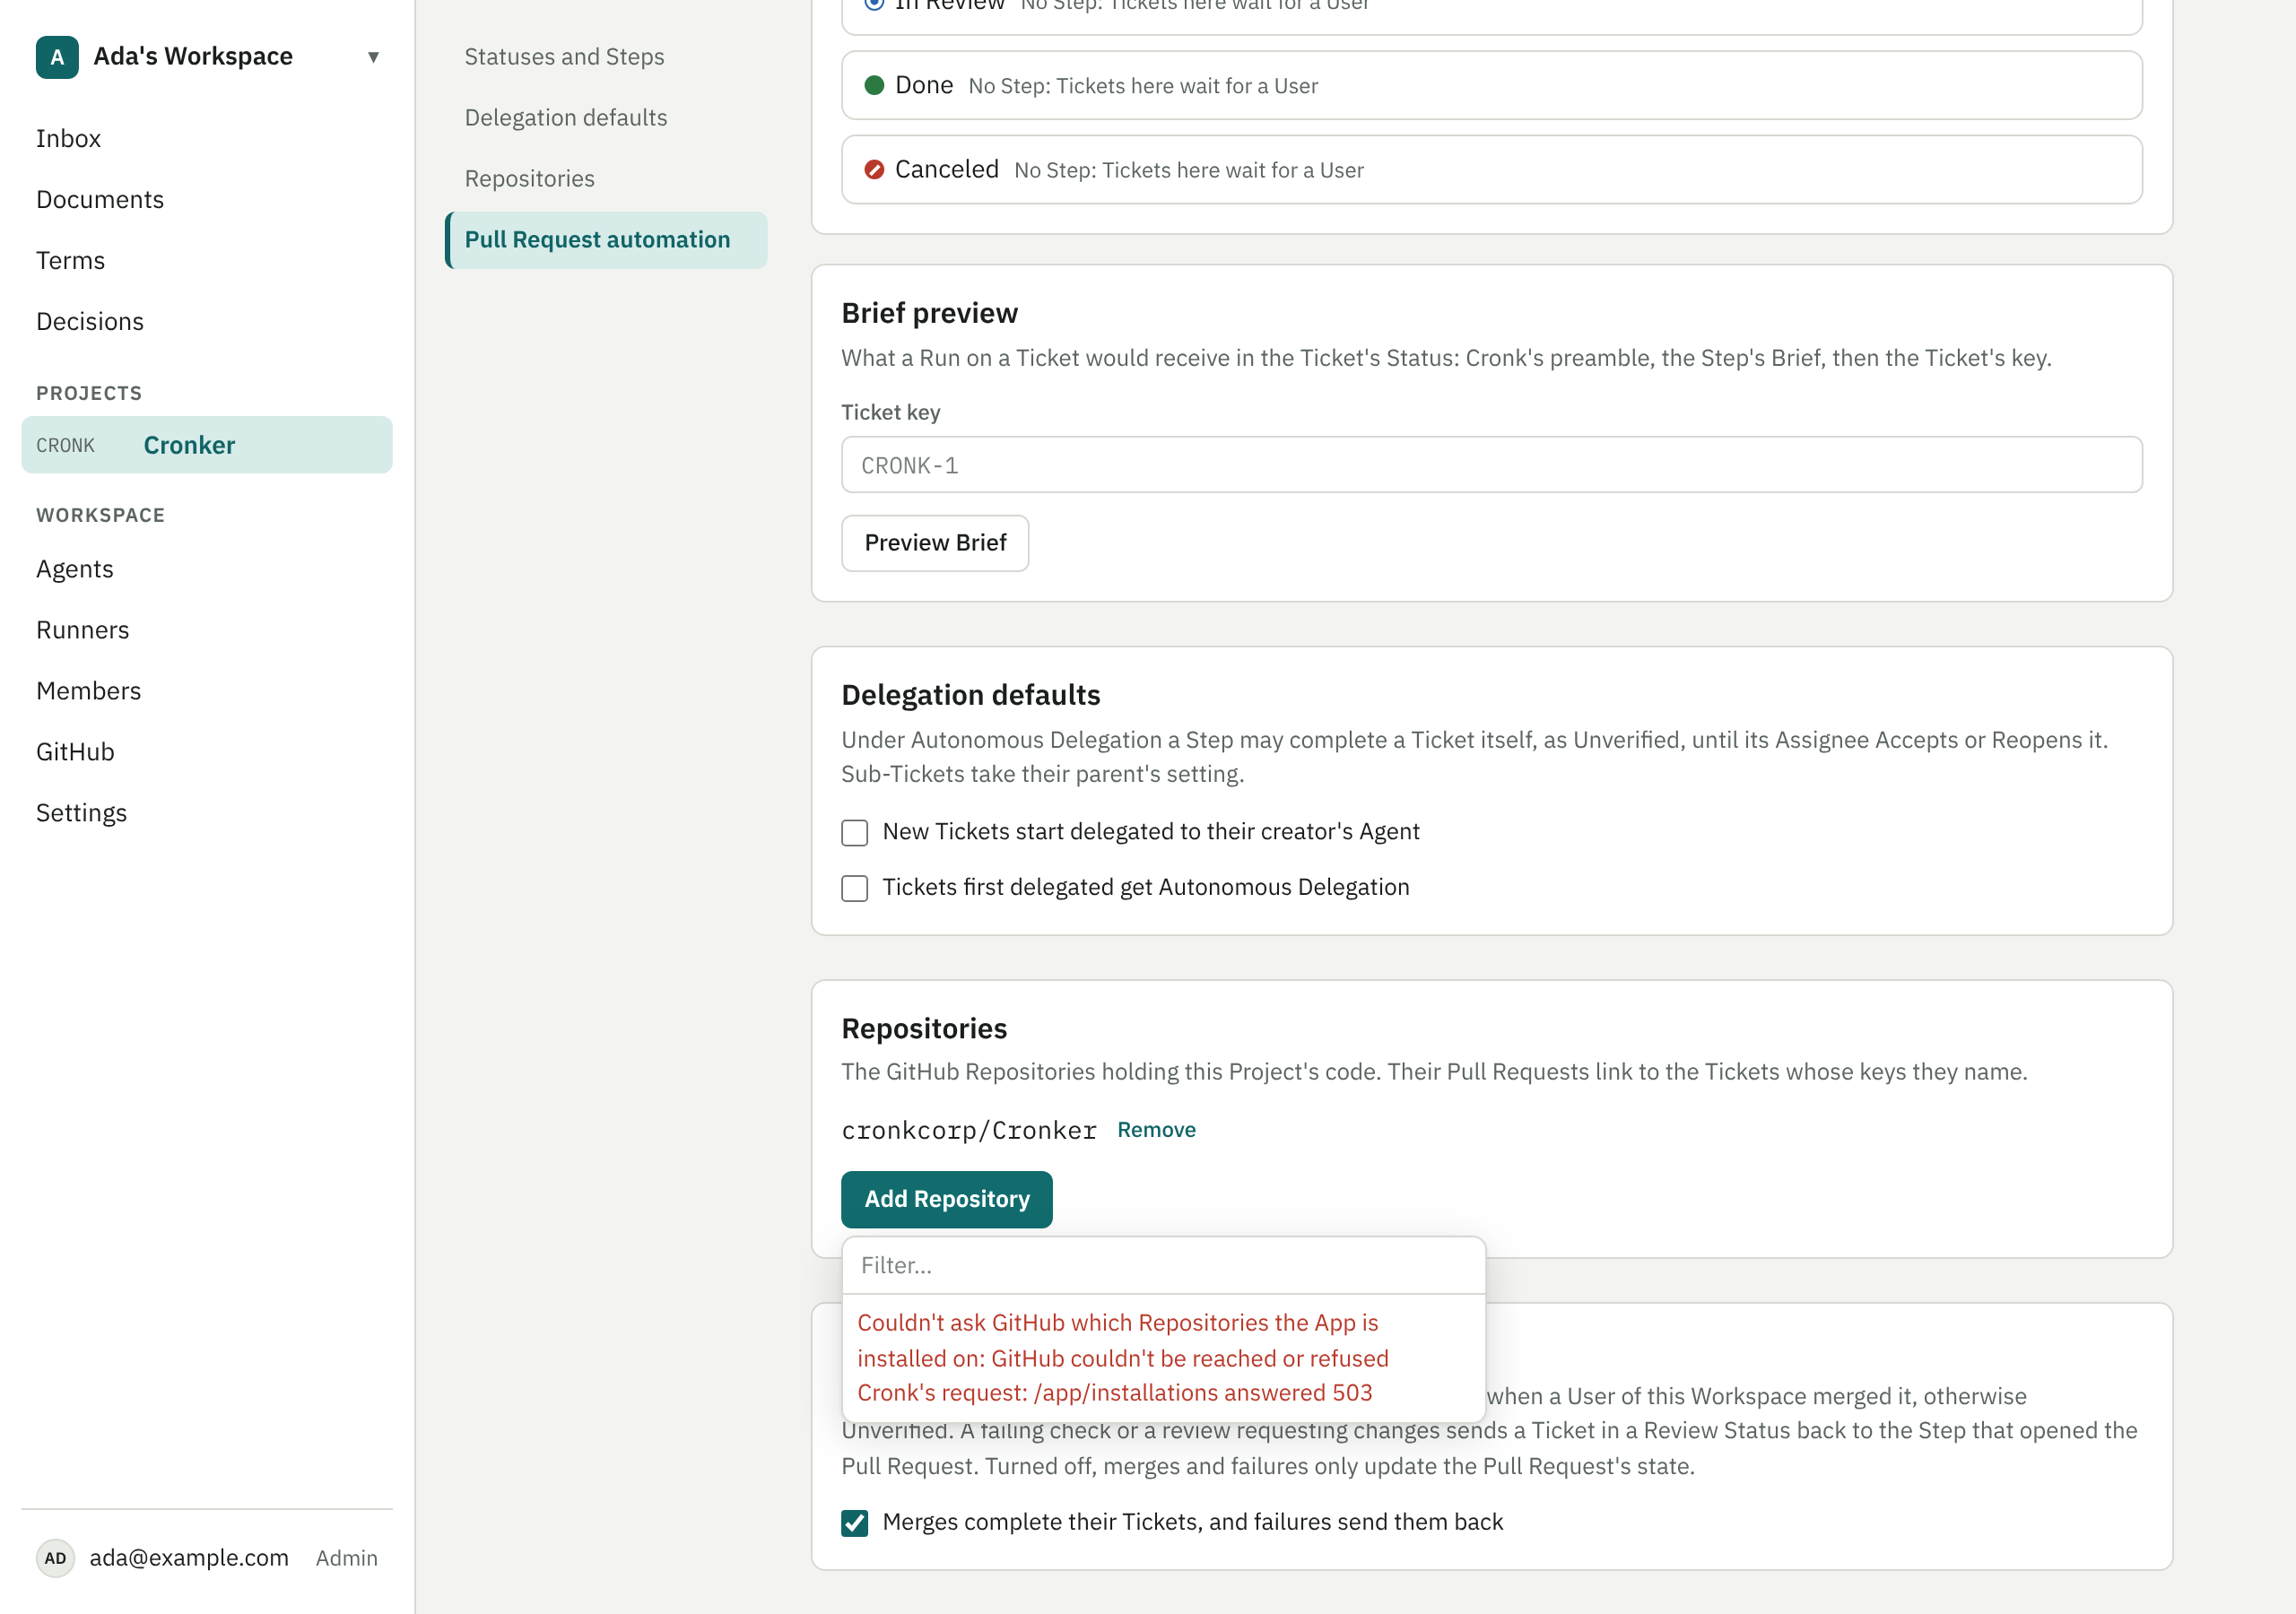 A Ada's Workspace ▼
Inbox
Documents
Terms
Decisions
PROJECTS
CRONK Cronker
WORKSPACE
Agents
Runners
Members
GitHub
Settings
AD ada@example.com Admin
Statuses and Steps
Delegation defaults
Repositories
Pull Request automation
In Review No Step: Tickets here wait for a User
Done No Step: Tickets here wait for a User
Canceled No Step: Tickets here wait for a User
Brief preview
What a Run on a Ticket would receive in the Ticket's Status: Cronk's preamble, the Step's Brief, then the Ticket's key.
Ticket key
CRONK-1
Preview Brief
Delegation defaults
Under Autonomous Delegation a Step may complete a Ticket itself, as Unverified, until its Assignee Accepts or Reopens it.
Sub-Tickets take their parent's setting.
New Tickets start delegated to their creator's Agent
Tickets first delegated get Autonomous Delegation
Repositories
The GitHub Repositories holding this Project's code. Their Pull Requests link to the Tickets whose keys they name.
cronkcorp/Cronker Remove
Add Repository
Filter...
Couldn't ask GitHub which Repositories the App is
installed on: GitHub couldn't be reached or refused
Cronk's request: /app/installations answered 503
when a User of this Workspace merged it, otherwise
Unverified. A failing check or a review requesting changes sends a Ticket in a Review Status back to the Step that opened the
Pull Request. Turned off, merges and failures only update the Pull Request's state.
Merges complete their Tickets, and failures send them back